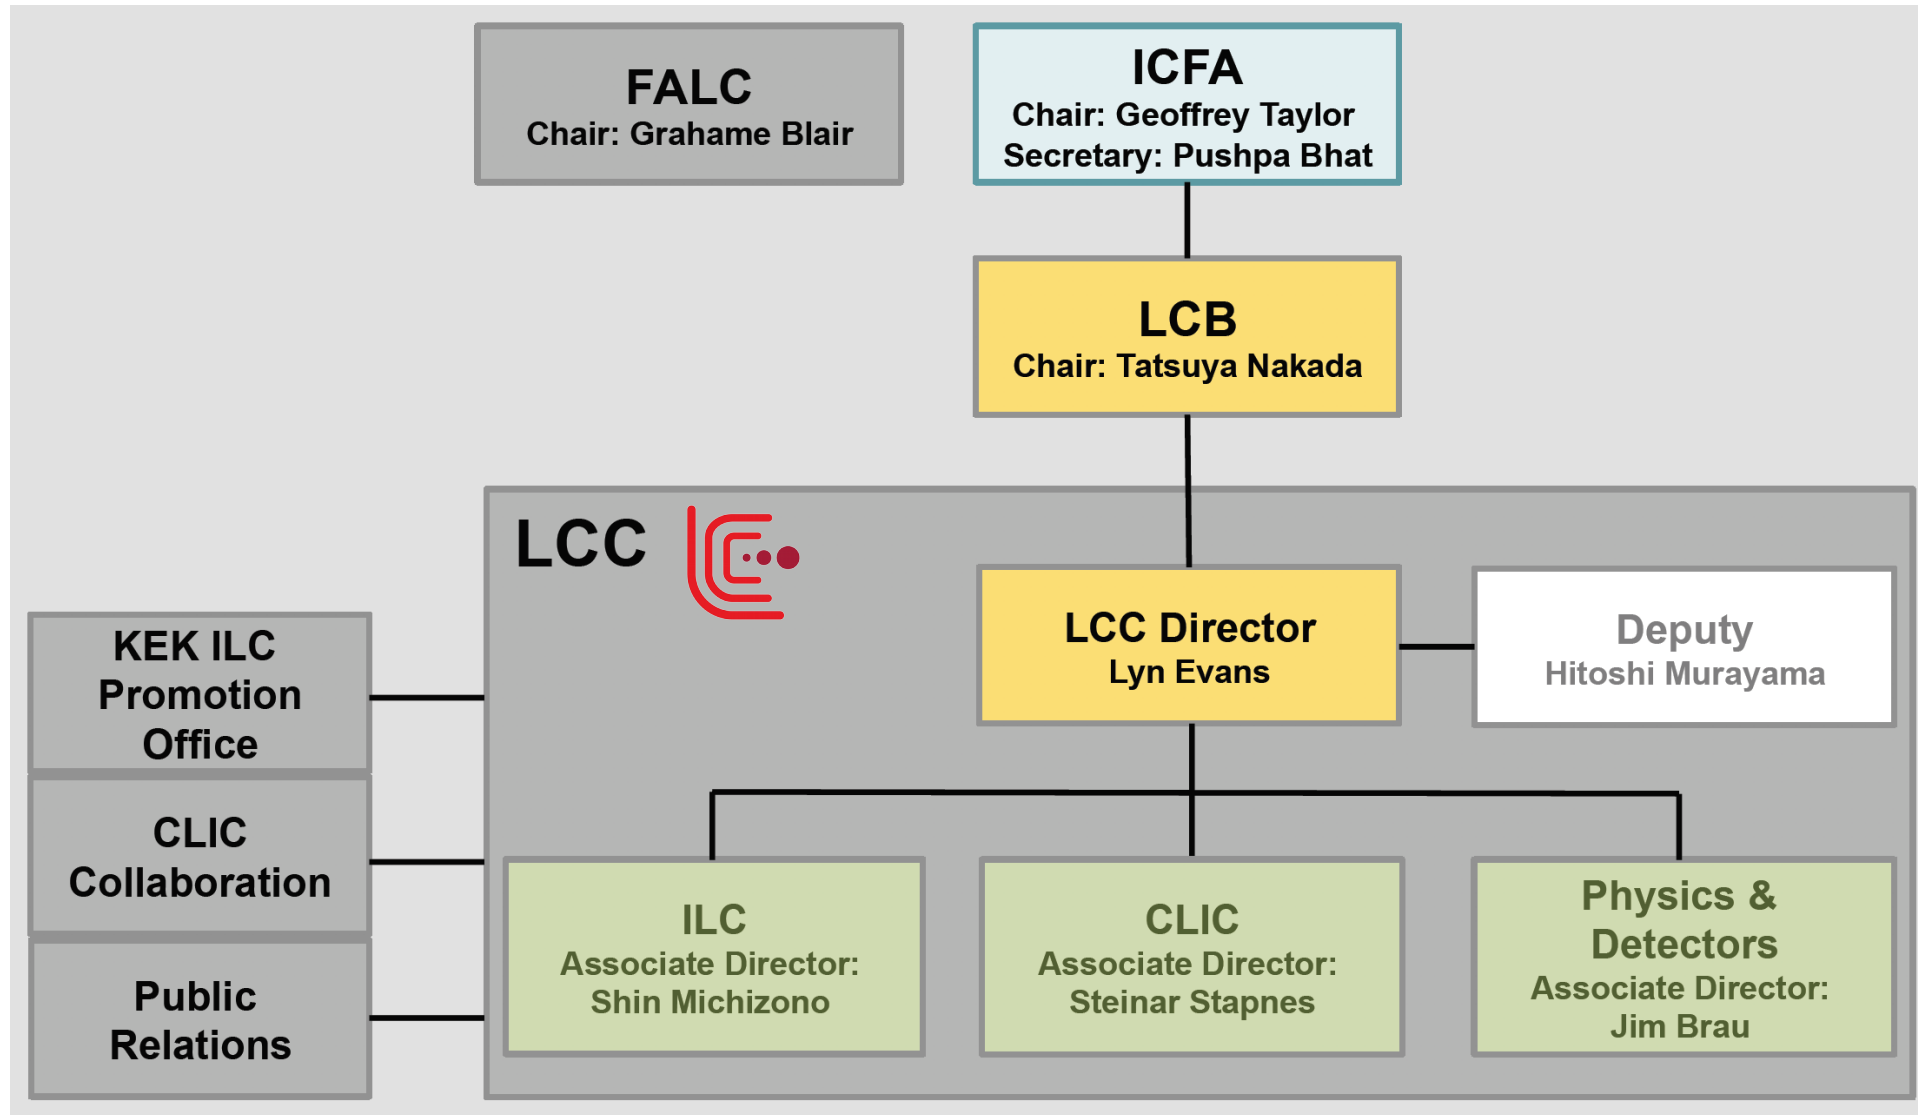 FALC
Chair: Grahame Blair
ICFA
Chair: Geoffrey Taylor
Secretary: Pushpa Bhat
LCB
Chair: Tatsuya Nakada
LCC
LCC Director
Lyn Evans
Deputy
Hitoshi Murayama
KEK ILC
Promotion
Office
CLIC
Collaboration
Public
Relations
ILC
Associate Director:
Shin Michizono
CLIC
Associate Director:
Steinar Stapnes
Physics &
Detectors
Associate Director:
Jim Brau